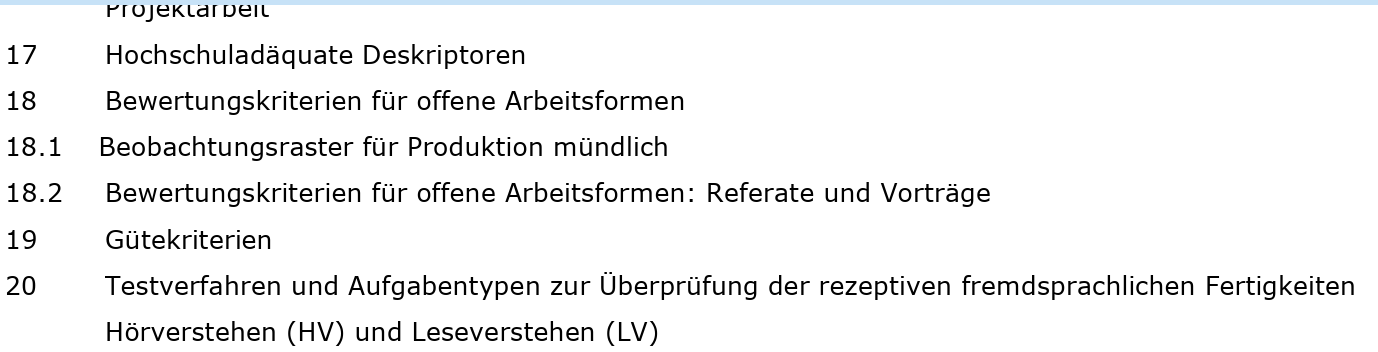 Projektarbeit
17 Hochschuladäquate Deskriptoren
18 Bewertungskriterien für offene Arbeitsformen
18.1 Beobachtungsraster für Produktion mündlich
18.2 Bewertungskriterien für offene Arbeitsformen: Referate und Vorträge
19 Gütekriterien
20 Testverfahren und Aufgabentypen zur Überprüfung der rezeptiven fremdsprachlichen Fertigkeiten
Hörverstehen (HV) und Leseverstehen (LV)